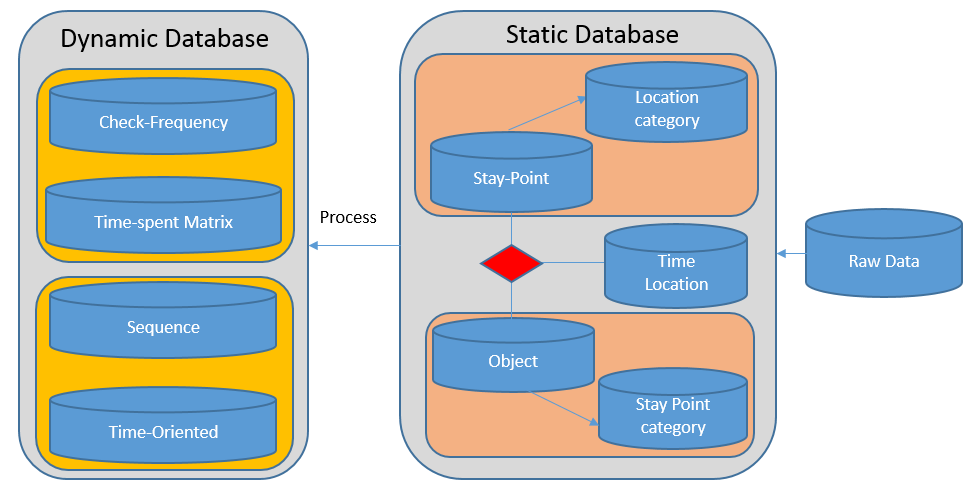 Dynamic Database
Check-Frequency
Time-spent Matrix
Sequence
Time-Oriented
Process
Static Database
Location
category
Stay-Point
Time
Location
Object
Stay Point
category
Raw Data